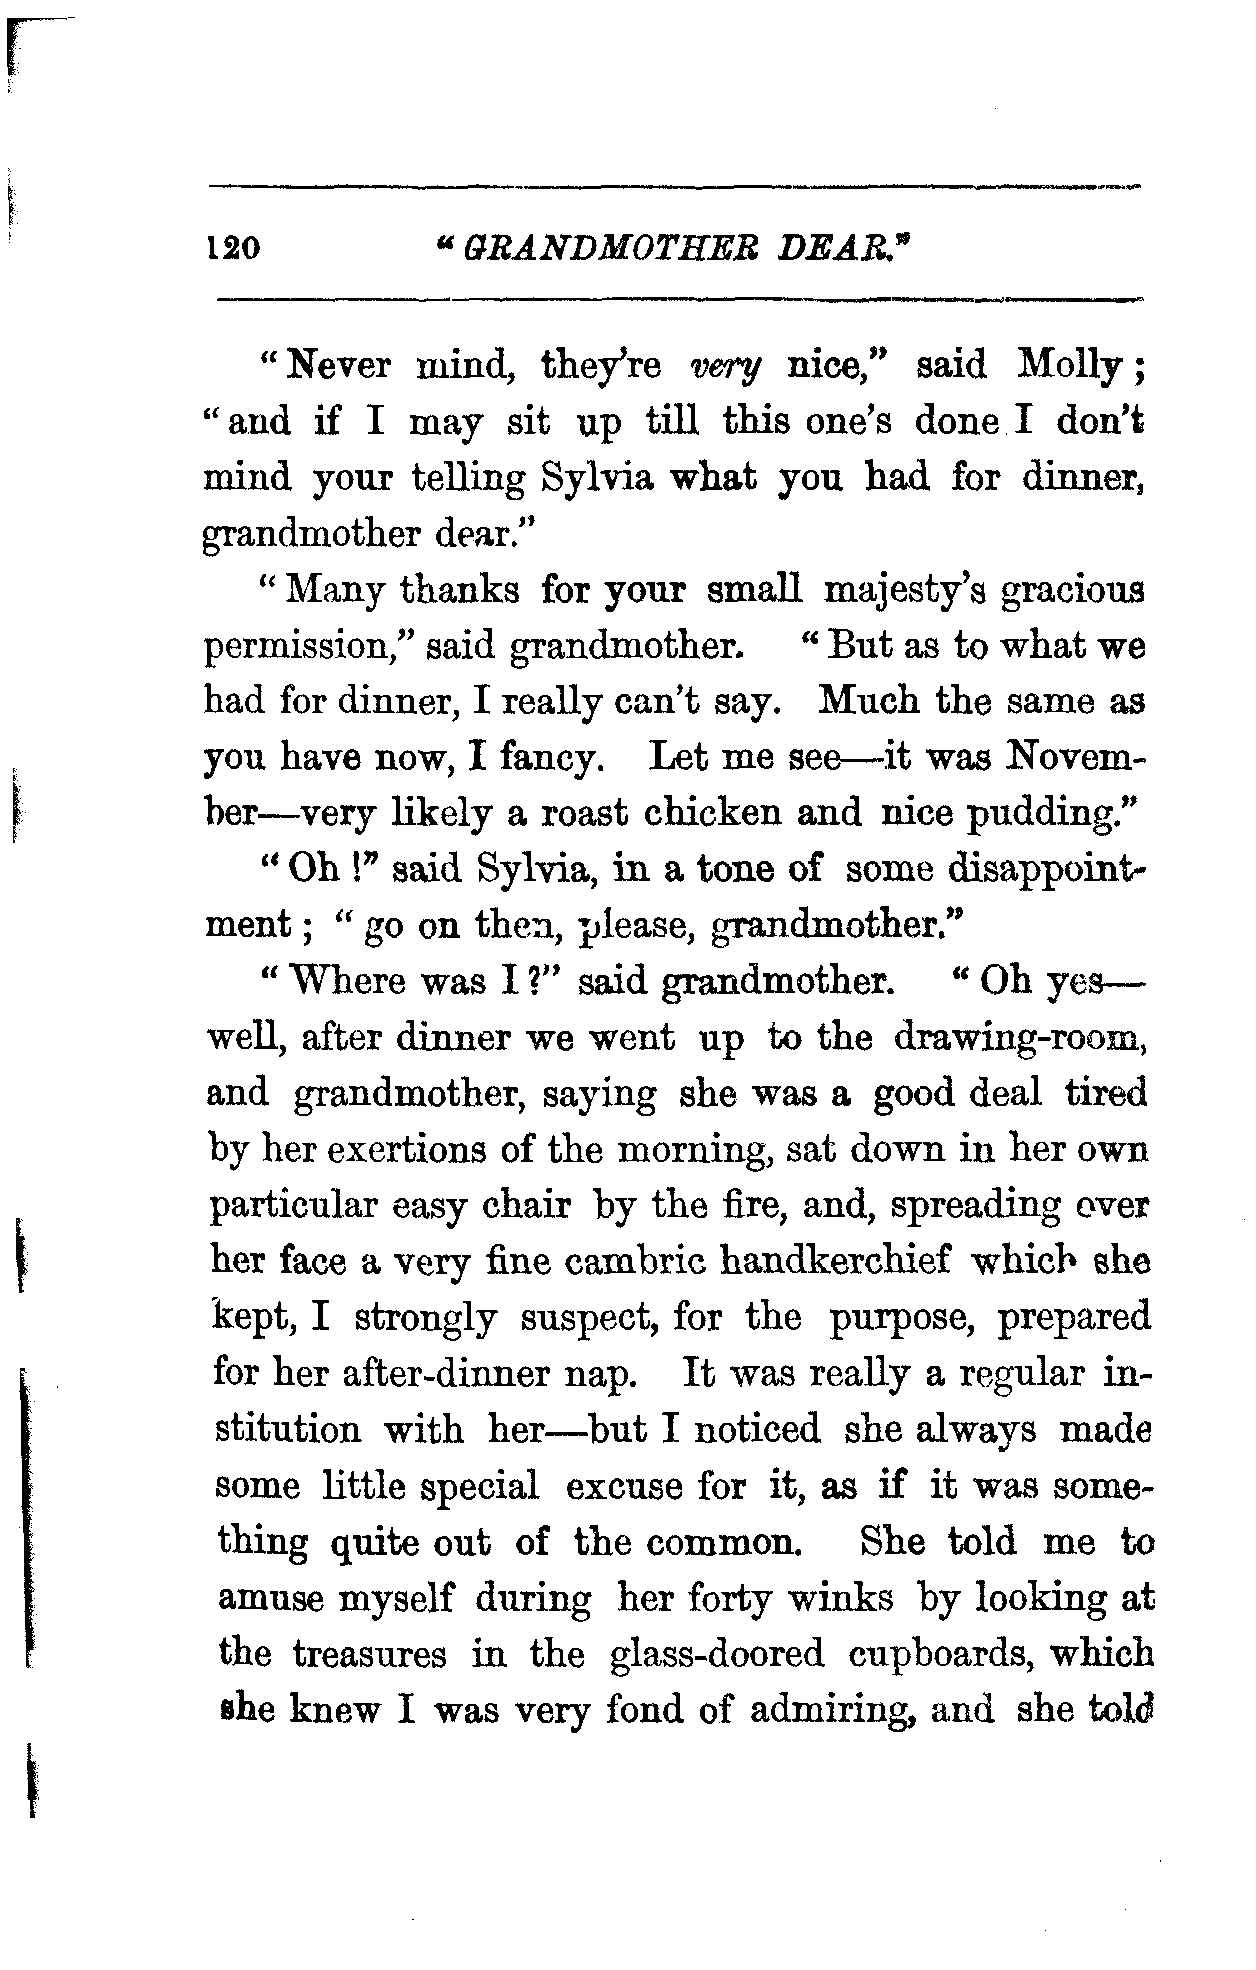 120 "GRANDMOTHER DEAR."
"Never mind, they're very nice," said Molly;
"and if I may sit up till this one's done I don't
mind your telling Sylvia what you had for dinner,
grandmother dear."
"Many thanks for your small majesty's gracious
permission," said grandmother. "But as to what we
had for dinner, I really can't say. Much the same as
you have now, I fancy. Let me see—it was Novem-
ber—very likely a roast chicken and nice pudding."
"Oh!" said Sylvia, in a tone of some disappoint-
ment; "go on then, please, grandmother."
"Where was I?" said grandmother. "Oh yes—
well, after dinner we went up to the drawing-room,
and grandmother, saying she was a good deal tired
by her exertions of the morning, sat down in her own
particular easy chair by the fire, and, spreading over
her face a very fine cambric handkerchief which she
kept, I strongly suspect, for the purpose, prepared
for her after-dinner nap. It was really a regular in-
stitution with her—but I noticed she always made
some little special excuse for it, as if it was some-
thing quite out of the common. She told me to
amuse myself during her forty winks by looking at
the treasures in the glass-doored cupboards, which
she knew I was very fond of admiring, and she told